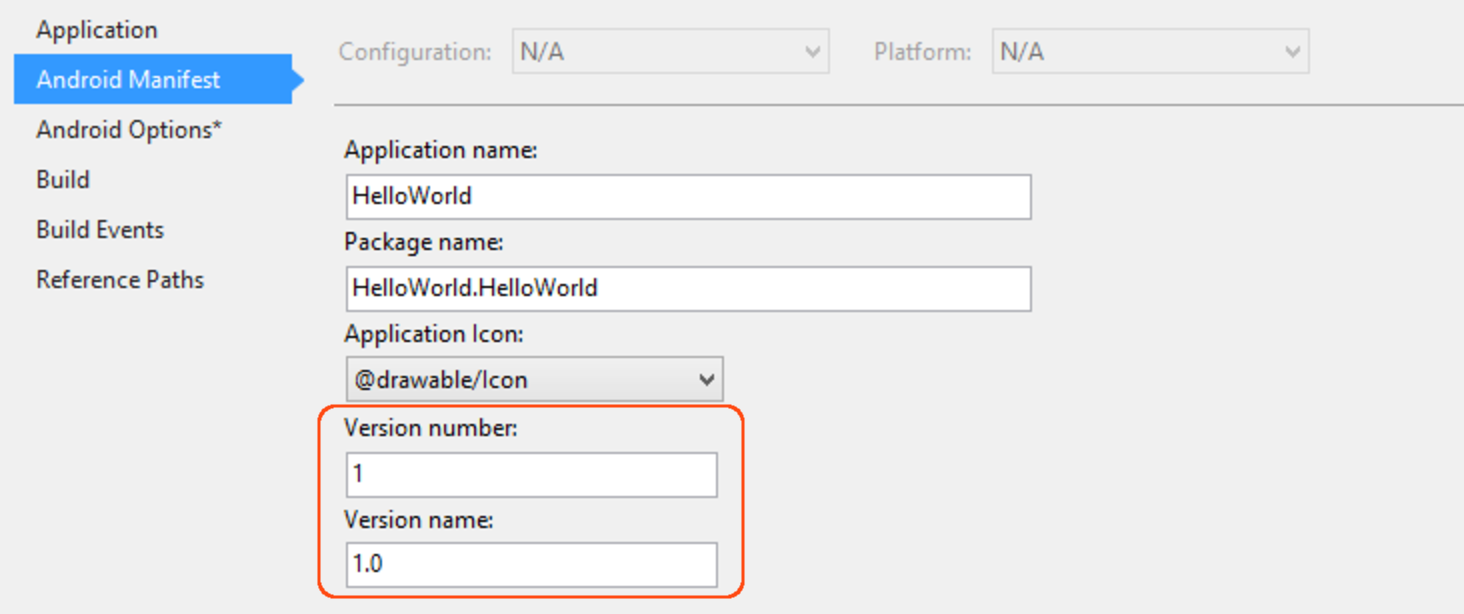 Application
Android Manifest
Android Options*
Build
Build Events
Reference Paths
Configuration: N/A Platform: N/A
Application name:
HelloWorld
Package name:
HelloWorld.HelloWorld
Application Icon:
@drawable/Icon
Version number:
1
Version name:
1.0